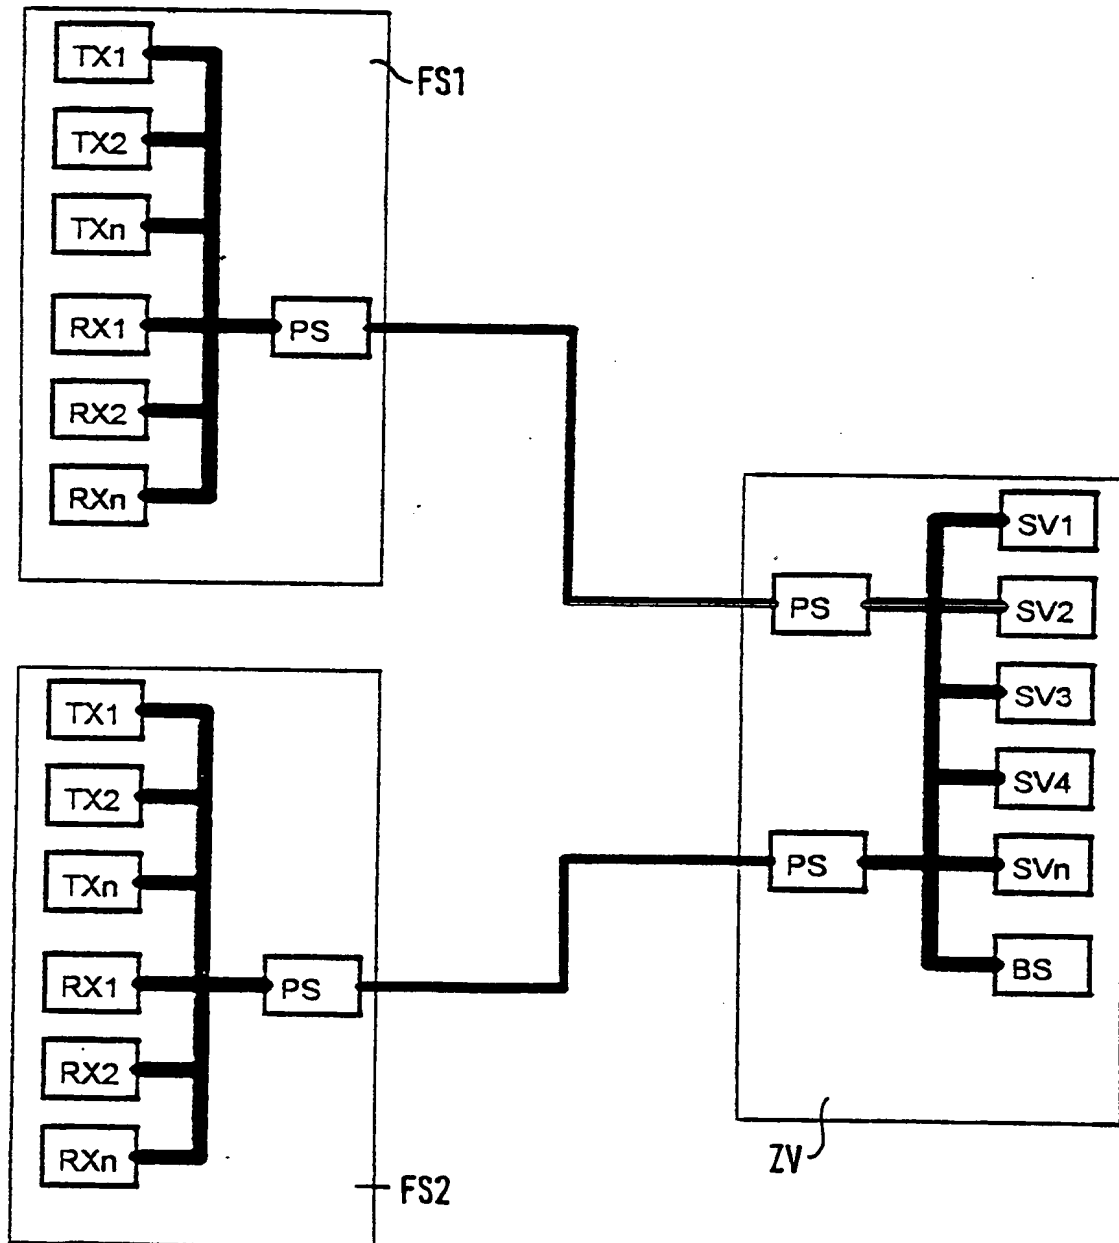 TX1
FS1
TX2
TXn
RX1
PS
RX2
RXn
TX1
TX2
TXn
RX1
PS
RX2
RXn
FS2
SV1
PS
SV2
SV3
SV4
PS
SVn
BS
ZV